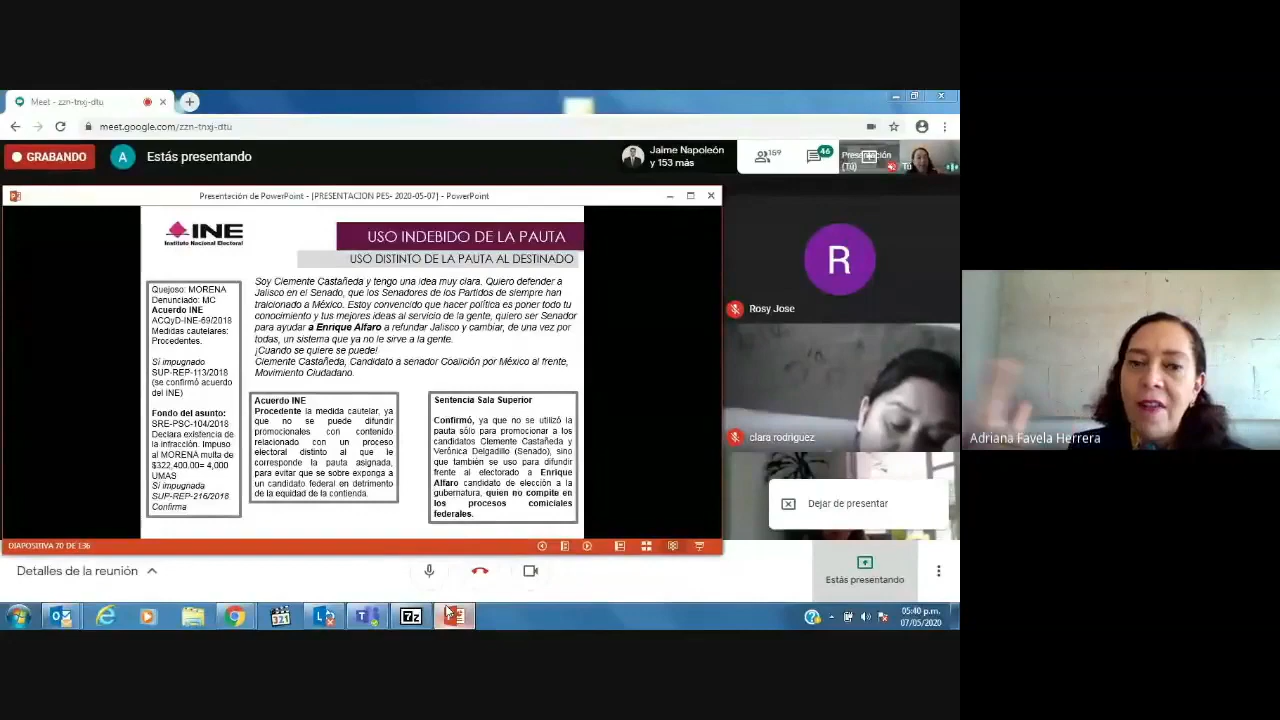 Meet - zzn-tnxj-dtu
meet.google.com/zzn-tnxj-dtu
GRABANDO
A
Estás presentando
Jaime Napoleón
y 153 más
159
46
Presentación
(Tú)
Tú
Presentación de PowerPoint - [PRESENTACION PES- 2020-05-07] - PowerPoint
INE
Instituto Nacional Electoral
USO INDEBIDO DE LA PAUTA
USO DISTINTO DE LA PAUTA AL DESTINADO
Quejoso: MORENA
Denunciado: MC
Acuerdo INE
ACQyD-INE-69/2018
Medidas cautelares:
Procedentes.
Sí impugnado
SUP-REP-113/2018
(se confirmó acuerdo
del INE)
Fondo del asunto:
SRE-PSC-104/2018
Declara existencia de
la infracción. Impuso
al MORENA multa de
$322,400.00= 4,000
UMAS
Sí impugnada
SUP-REP-216/2018
Confirma
Soy Clemente Castañeda y tengo una idea muy clara. Quiero defender a
Jalisco en el Senado, que los Senadores de los Partidos de siempre han
traicionado a México. Estoy convencido que hacer política es poner todo tu
conocimiento y tus mejores ideas al servicio de la gente, quiero ser Senador
para ayudar a Enrique Alfaro a refundar Jalisco y cambiar, de una vez por
todas, un sistema que ya no le sirve a la gente.
¡Cuando se quiere se puede!
Clemente Castañeda, Candidato a senador Coalición por México al frente,
Movimiento Ciudadano.
Acuerdo INE
Procedente la medida cautelar, ya
que no se puede difundir
promocionales con contenido
relacionado con un proceso
electoral distinto al que le
corresponde la pauta asignada,
para evitar que se sobre exponga a
un candidato federal en detrimento
de la equidad de la contienda.
Sentencia Sala Superior
Confirmó, ya que no se utilizó la
pauta sólo para promocionar a los
candidatos Clemente Castañeda y
Verónica Delgadillo (Senado), sino
que también se uso para difundir
frente al electorado a Enrique
Alfaro candidato de elección a la
gubernatura, quien no compite en
los procesos comiciales
federales.
DIAPOSITIVA 70 DE 136
R
Rosy Jose
clara rodriguez
Dejar de presentar
Adriana Favela Herrera
Detalles de la reunión
Estás presentando
321
7z
05:40 p.m.
07/05/2020